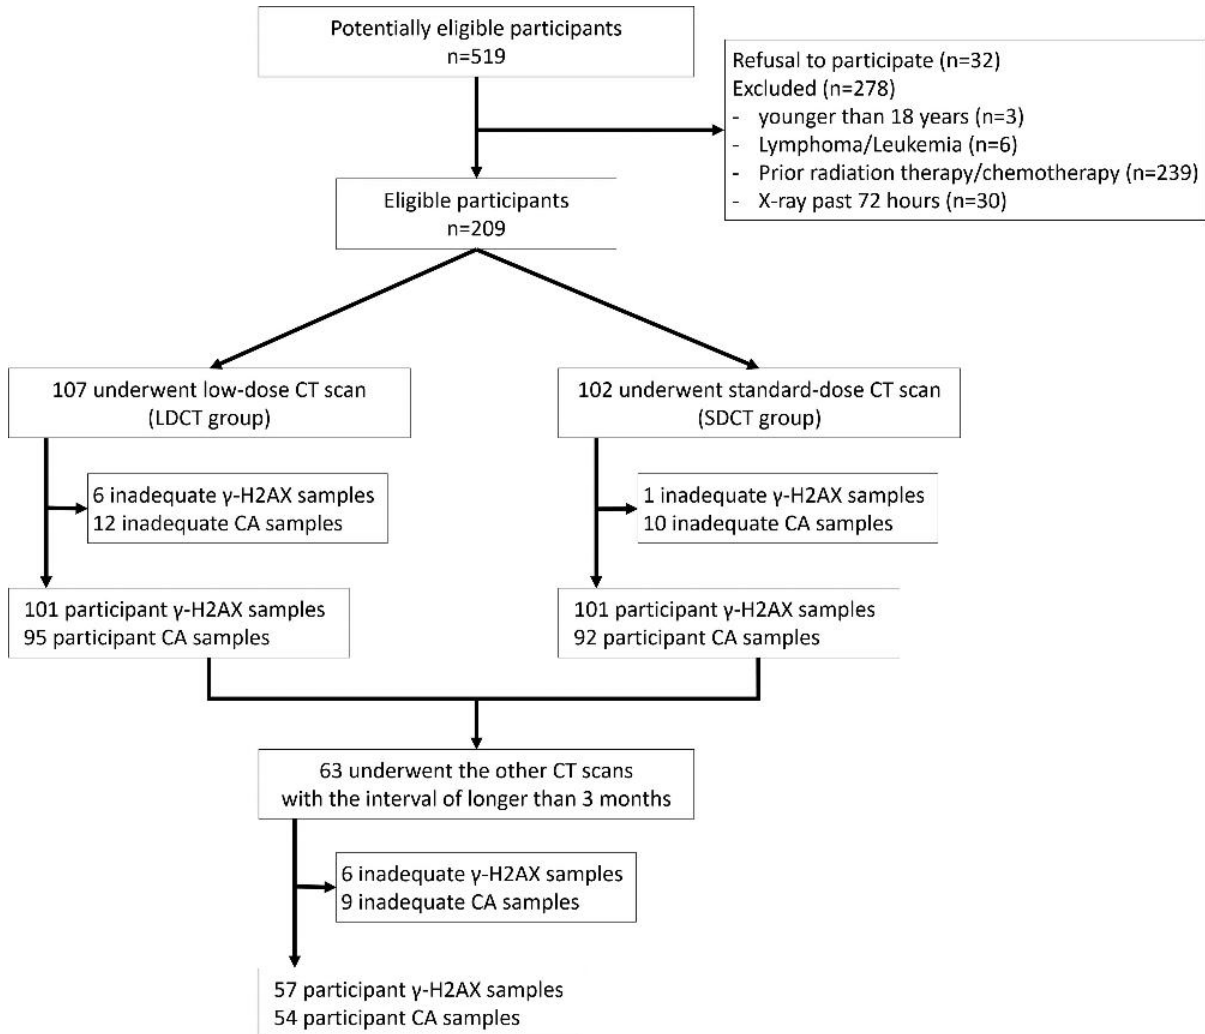 Potentially eligible participants
n=519
Refusal to participate (n=32)
Excluded (n=278)
- younger than 18 years (n=3)
- Lymphoma/Leukemia (n=6)
- Prior radiation therapy/chemotherapy (n=239)
- X-ray past 72 hours (n=30)
Eligible participants
n=209
107 underwent low-dose CT scan
(LDCT group)
102 underwent standard-dose CT scan
(SDCT group)
6 inadequate γ-H2AX samples
12 inadequate CA samples
1 inadequate γ-H2AX samples
10 inadequate CA samples
101 participant γ-H2AX samples
95 participant CA samples
101 participant γ-H2AX samples
92 participant CA samples
63 underwent the other CT scans
with the interval of longer than 3 months
6 inadequate γ-H2AX samples
9 inadequate CA samples
57 participant γ-H2AX samples
54 participant CA samples